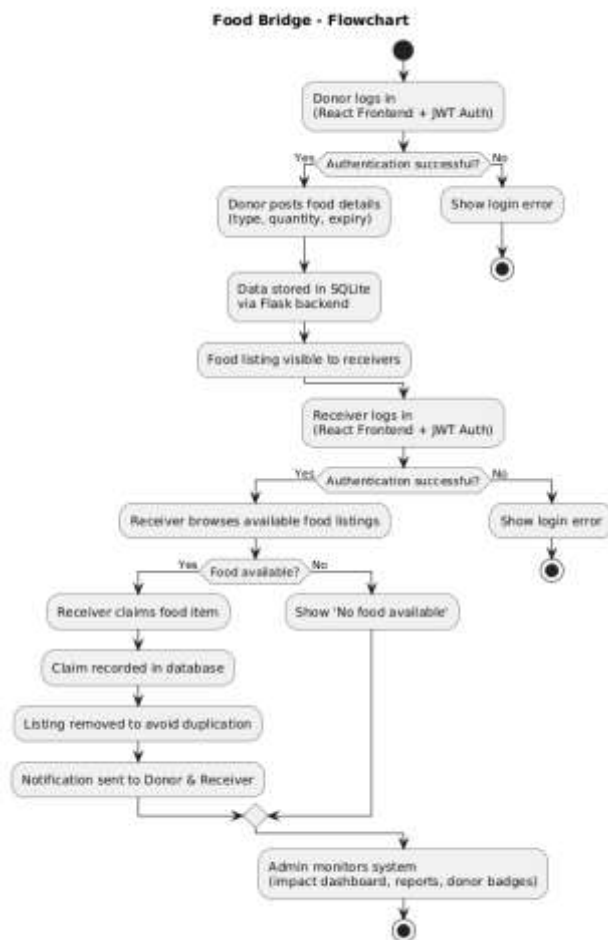 Food Bridge - Flowchart
Donor logs in
(React Frontend + JWT Auth)
Yes
Authentication successful?
No
Donor posts food details
(type, quantity, expiry)
Show login error
Data stored in SQLite
via Flask backend
Food listing visible to receivers
Receiver logs in
(React Frontend + JWT Auth)
Yes
Authentication successful?
No
Receiver browses available food listings
Show login error
Yes
Food available?
No
Receiver claims food item
Show 'No food available'
Claim recorded in database
Listing removed to avoid duplication
Notification sent to Donor & Receiver
Admin monitors system
(impact dashboard, reports, donor badges)